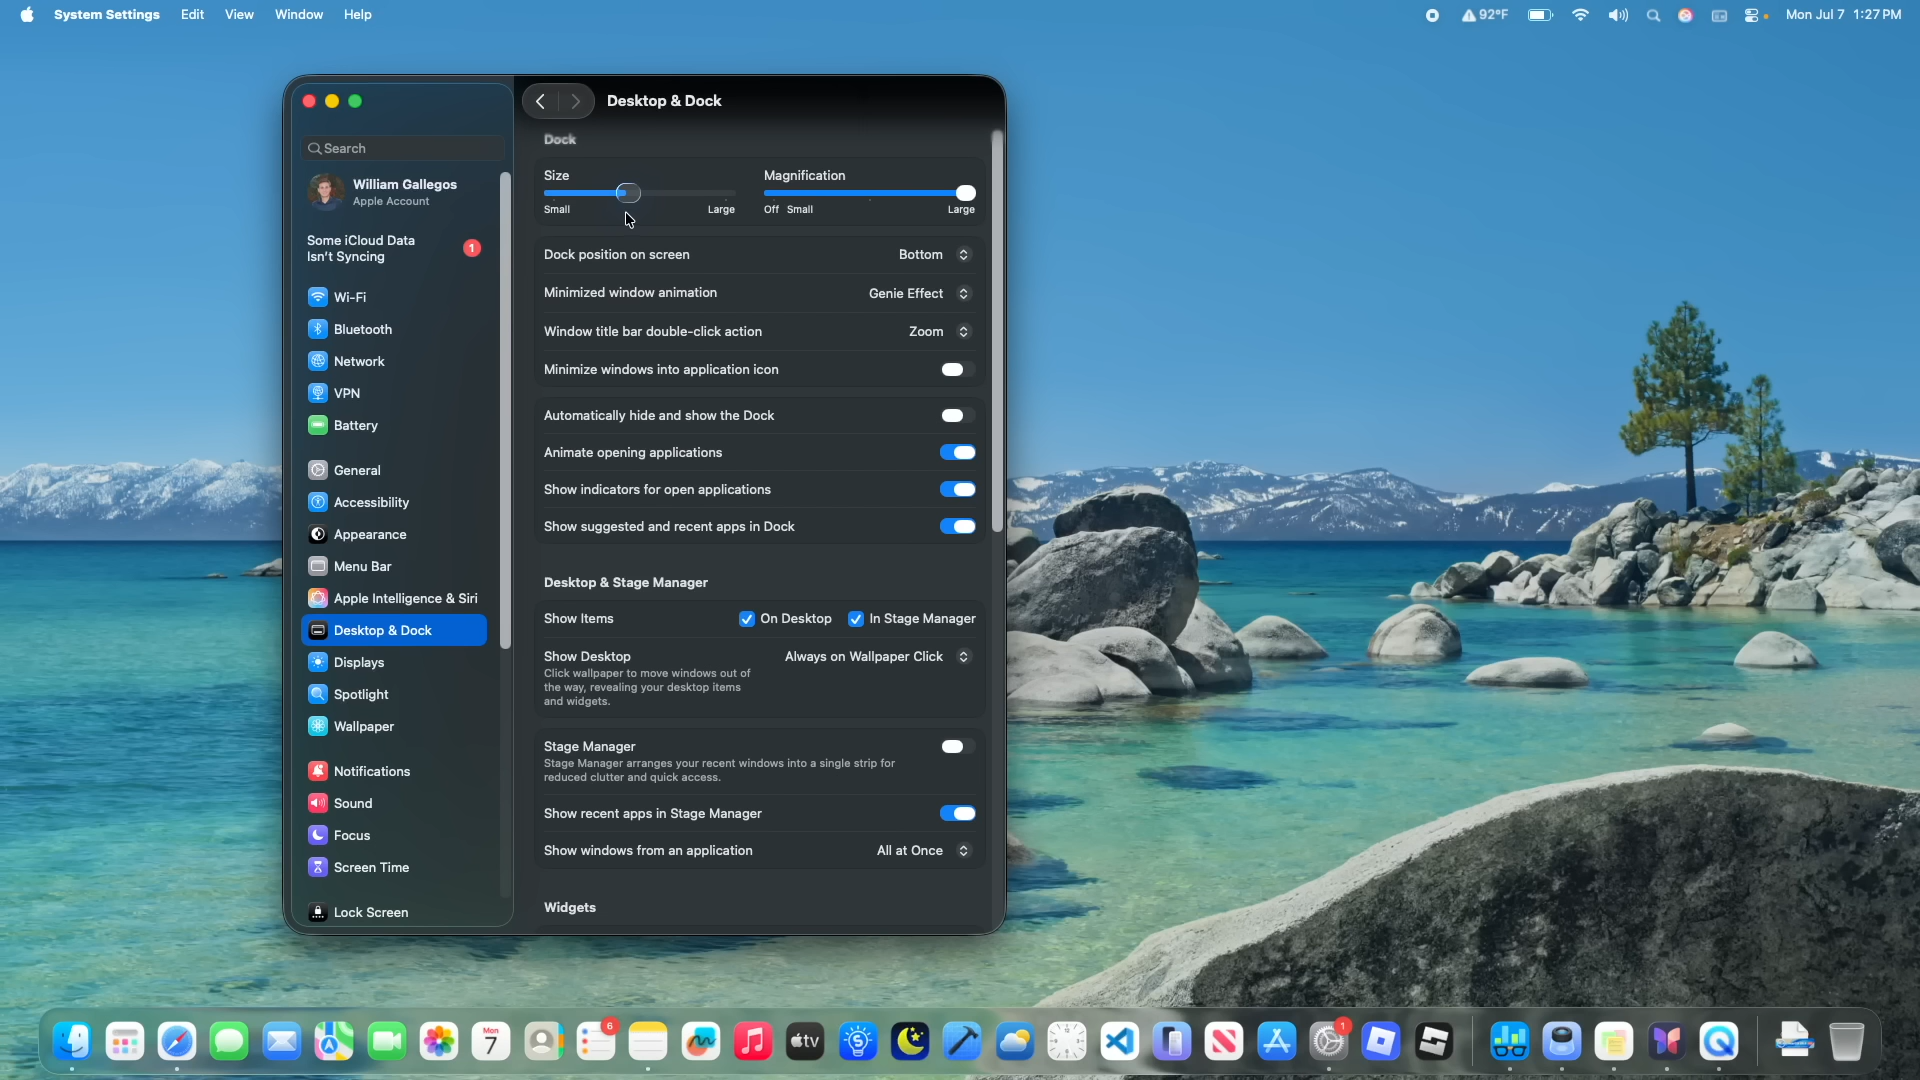 System Settings Edit View Window Help
92°F Mon Jul 7 1:27 PM
Desktop & Dock
Search
William Gallegos
Apple Account
Some iCloud Data
Isn't Syncing
1
Wi-Fi
Bluetooth
Network
VPN
Battery
General
Accessibility
Appearance
Menu Bar
Apple Intelligence & Siri
Desktop & Dock
Displays
Spotlight
Wallpaper
Notifications
Sound
Focus
Screen Time
Lock Screen
Dock
Size Magnification
Small Large Off Small Large
Dock position on screen Bottom
Minimized window animation Genie Effect
Window title bar double-click action Zoom
Minimize windows into application icon
Automatically hide and show the Dock
Animate opening applications
Show indicators for open applications
Show suggested and recent apps in Dock
Desktop & Stage Manager
Show Items On Desktop In Stage Manager
Show Desktop Always on Wallpaper Click
Click wallpaper to move windows out of
the way, revealing your desktop items
and widgets.
Stage Manager
Stage Manager arranges your recent windows into a single strip for
reduced clutter and quick access.
Show recent apps in Stage Manager
Show windows from an application All at Once
Widgets
Mon
7
6
tv
1